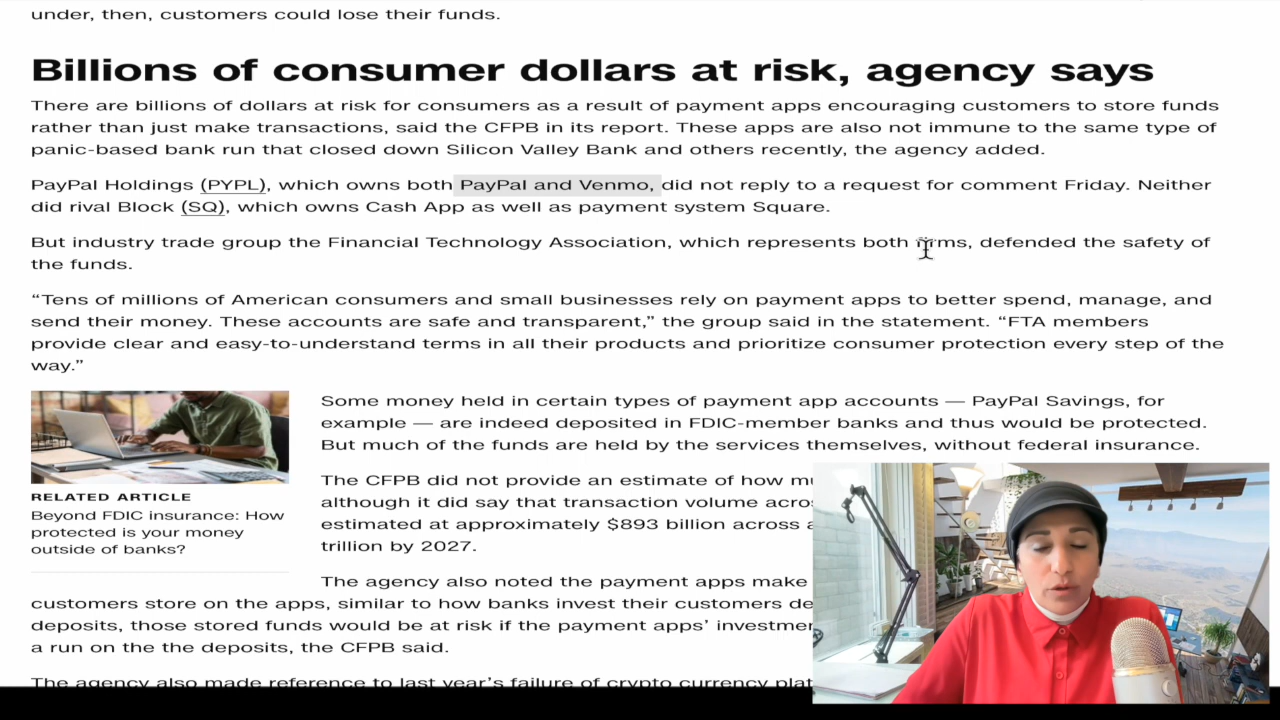 under, then, customers could lose their funds.
Billions of consumer dollars at risk, agency says
There are billions of dollars at risk for consumers as a result of payment apps encouraging customers to store funds
rather than just make transactions, said the CFPB in its report. These apps are also not immune to the same type of
panic-based bank run that closed down Silicon Valley Bank and others recently, the agency added.
PayPal Holdings (PYPL), which owns both PayPal and Venmo, did not reply to a request for comment Friday. Neither
did rival Block (SQ), which owns Cash App as well as payment system Square.
But industry trade group the Financial Technology Association, which represents both firms, defended the safety of
the funds.
“Tens of millions of American consumers and small businesses rely on payment apps to better spend, manage, and
send their money. These accounts are safe and transparent,” the group said in the statement. “FTA members
provide clear and easy-to-understand terms in all their products and prioritize consumer protection every step of the
way.”
Some money held in certain types of payment app accounts — PayPal Savings, for
example — are indeed deposited in FDIC-member banks and thus would be protected.
But much of the funds are held by the services themselves, without federal insurance.
RELATED ARTICLE
Beyond FDIC insurance: How
protected is your money
outside of banks?
The CFPB did not provide an estimate of how
although it did say that transaction volume
estimated at approximately $893 billion across
trillion by 2027.
The agency also noted the payment apps make
customers store on the apps, similar to how banks invest their customers
deposits, those stored funds would be at risk if the payment apps’
a run on the the deposits, the CFPB said.
The agency also made reference to last year’s failure of crypto currency